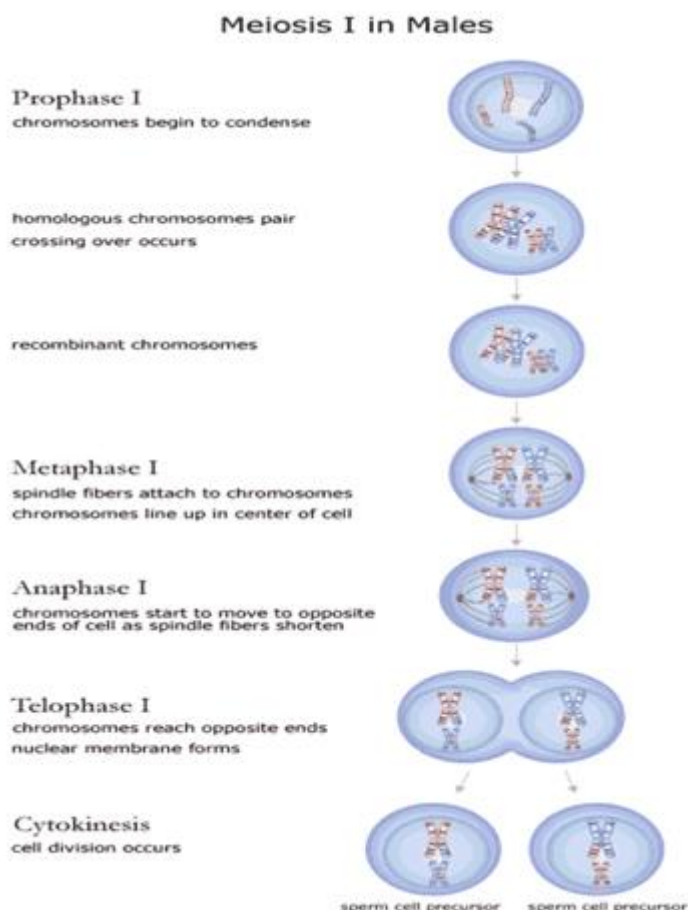 Meiosis I in Males
Prophase I
chromosomes begin to condense
homologous chromosomes pair
crossing over occurs
recombinant chromosomes
Metaphase I
spindle fibers attach to chromosomes
chromosomes line up in center of cell
Anaphase I
chromosomes start to move to opposite
ends of cell as spindle fibers shorten
Telophase I
chromosomes reach opposite ends
nuclear membrane forms
Cytokinesis
cell division occurs
sperm cell precursor sperm cell precursor